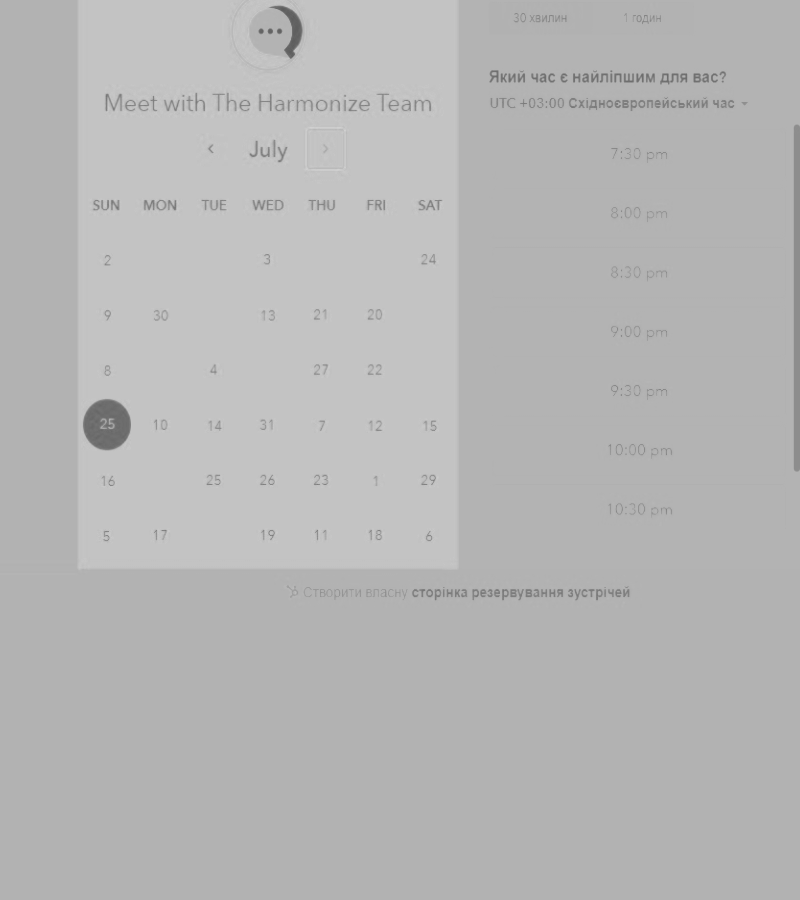 Meet with The Harmonize Team
July
SUN MON TUE WED THU FRI SAT
2 3 24
9 30 13 21 20
8 4 27 22
25 10 14 31 7 12 15
16 25 26 23 1 29
5 17 19 11 18 6
30 хвилин 1 годин
Який час є найліпшим для вас?
UTC +03:00 Східноєвропейський час
7:30 pm
8:00 pm
8:30 pm
9:00 pm
9:30 pm
10:00 pm
10:30 pm
Створити власну сторінка резервування зустрічей